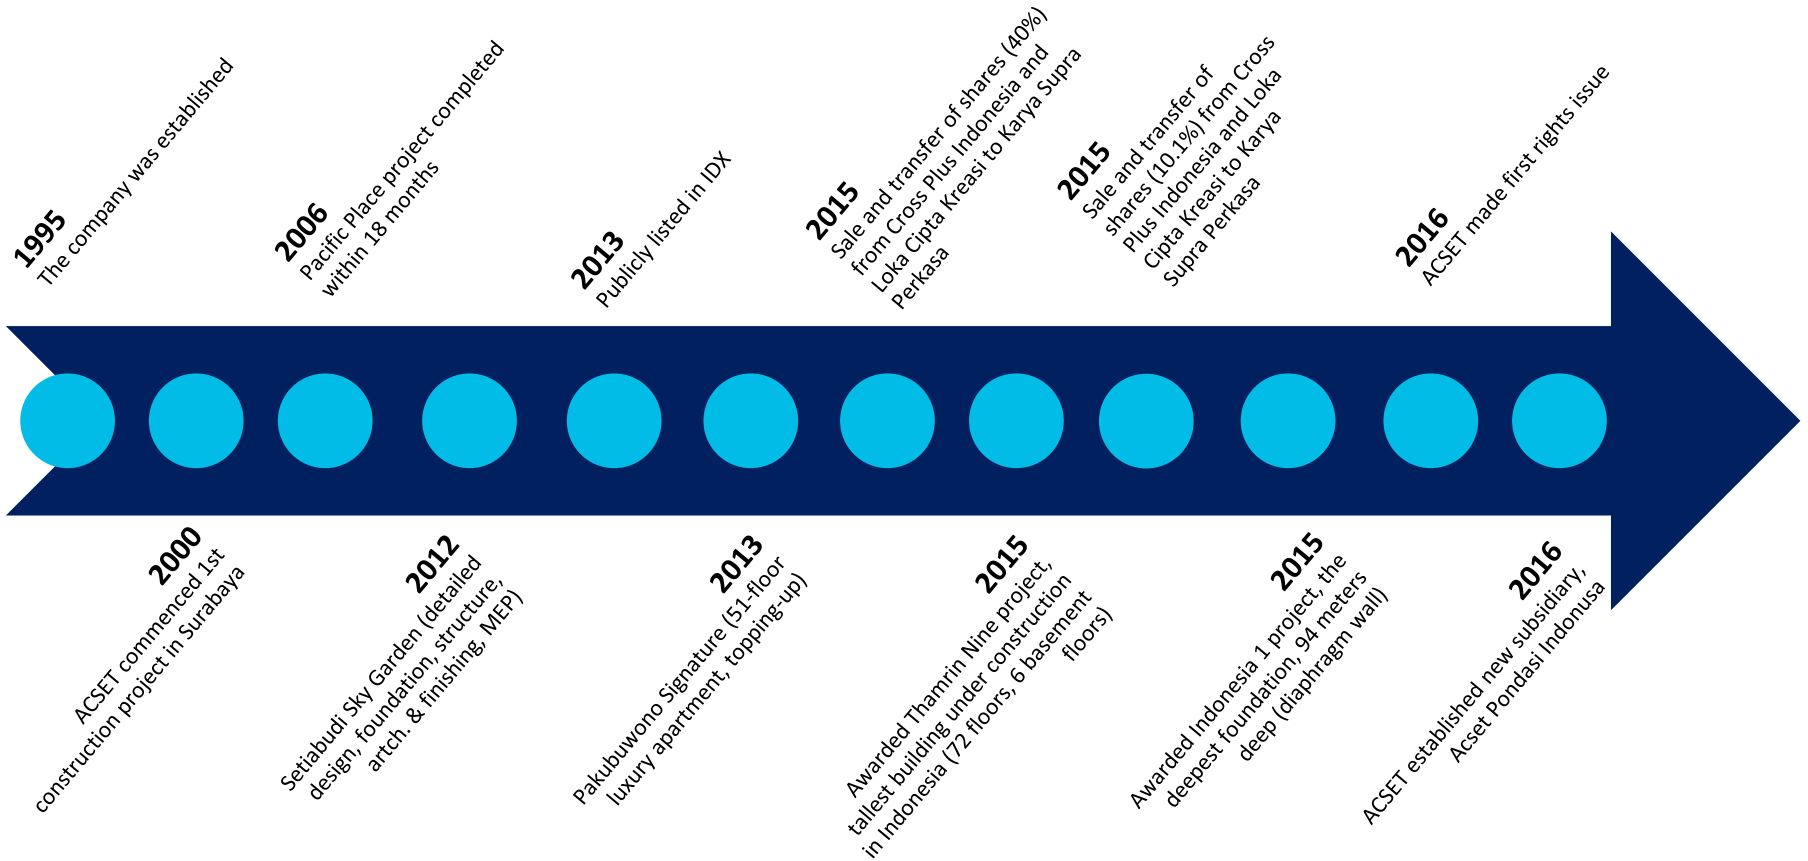 1995
The company was established
2006
Pacific Place project completed
within 18 months
2013
Publicly listed in IDX
2015
Sale and transfer of shares (40%)
from Cross Plus Indonesia and
Loka Cipta Kreasi to Karya Supra
Perkasa
2015
Sale and transfer of
shares (10.1%) from Cross
Plus Indonesia and Loka
Cipta Kreasi to Karya
Supra Perkasa
2016
ACSET made first rights issue
2000
ACSET commenced 1st
construction project in Surabaya
2012
Setiabudi Sky Garden (detailed
design, foundation, structure,
artch. & finishing, MEP)
2013
Pakubuwono Signature (51-floor
luxury apartment, topping-up)
2015
Awarded Thamrin Nine project,
tallest building under construction
in Indonesia (72 floors, 6 basement
floors)
2015
Awarded Indonesia 1 project, the
deepest foundation, 94 meters
deep (diaphragm wall)
2016
ACSET established new subsidiary,
Acset Pondasi Indonusa